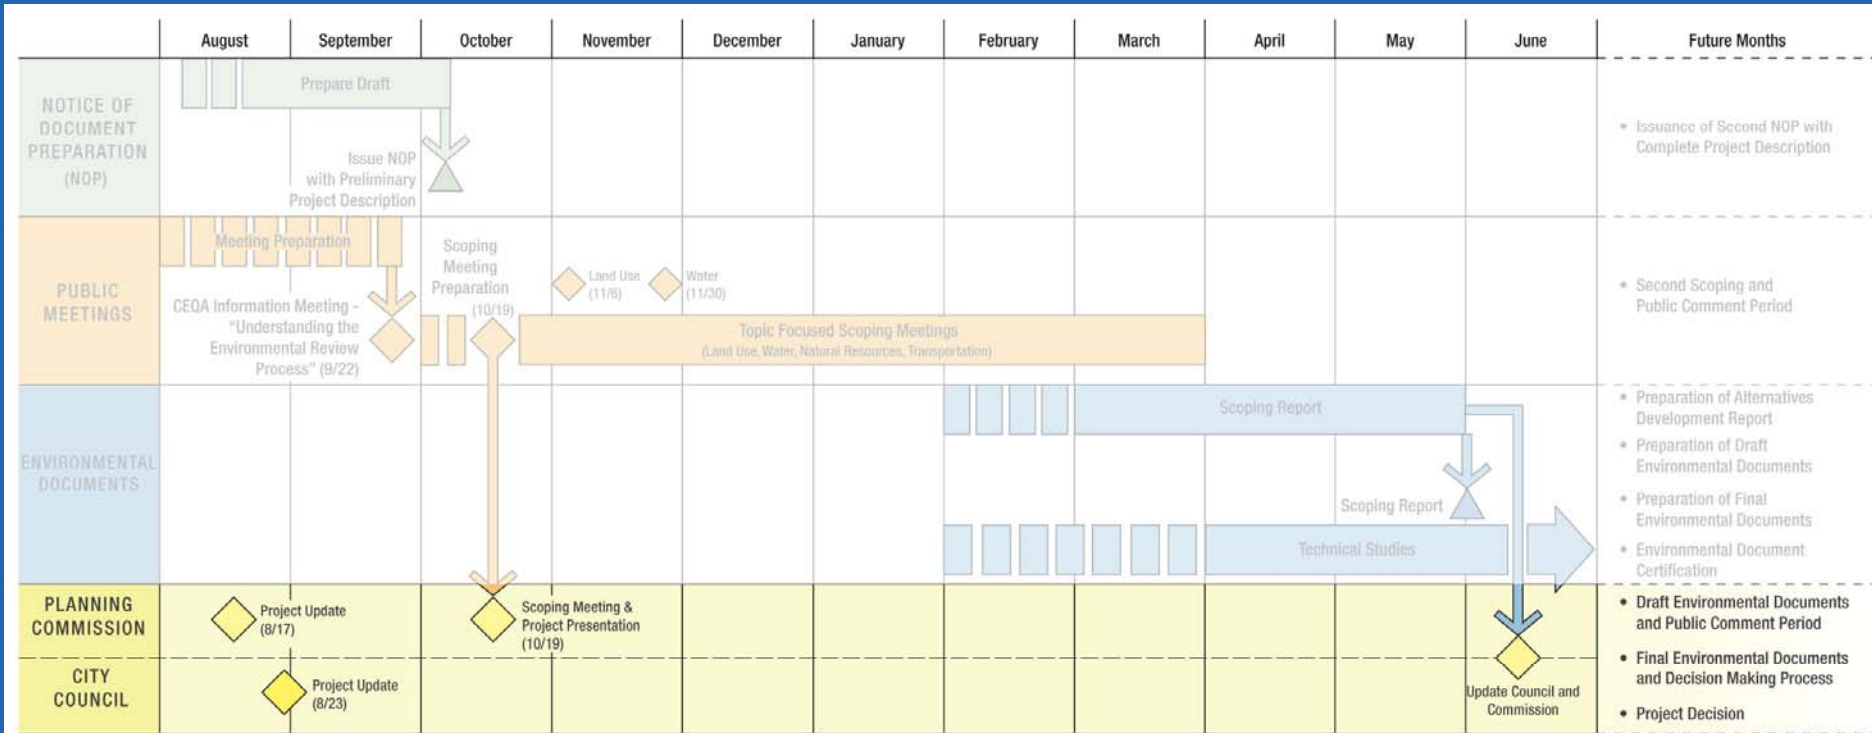 August
September
October
November
December
January
February
March
April
May
June
Future Months
NOTICE OF
DOCUMENT
PREPARATION
(NOP)
Prepare Draft
Issue NOP
with Preliminary
Project Description
• Issuance of Second NOP with
Complete Project Description
PUBLIC
MEETINGS
Meeting Preparation
CEQA Information Meeting -
"Understanding the
Environmental Review
Process" (9/22)
Scoping
Meeting
Preparation
(10/19)
Land Use
(11/6)
Water
(11/30)
Topic Focused Scoping Meetings
(Land Use, Water, Natural Resources, Transportation)
• Second Scoping and
Public Comment Period
ENVIRONMENTAL
DOCUMENTS
Scoping Report
Scoping Report
Technical Studies
• Preparation of Alternatives
Development Report
• Preparation of Draft
Environmental Documents
• Preparation of Final
Environmental Documents
• Environmental Document
Certification
PLANNING
COMMISSION
Project Update
(8/17)
Scoping Meeting &
Project Presentation
(10/19)
CITY
COUNCIL
Project Update
(8/23)
Update Council and
Commission
• Draft Environmental Documents
and Public Comment Period
• Final Environmental Documents
and Decision Making Process
• Project Decision